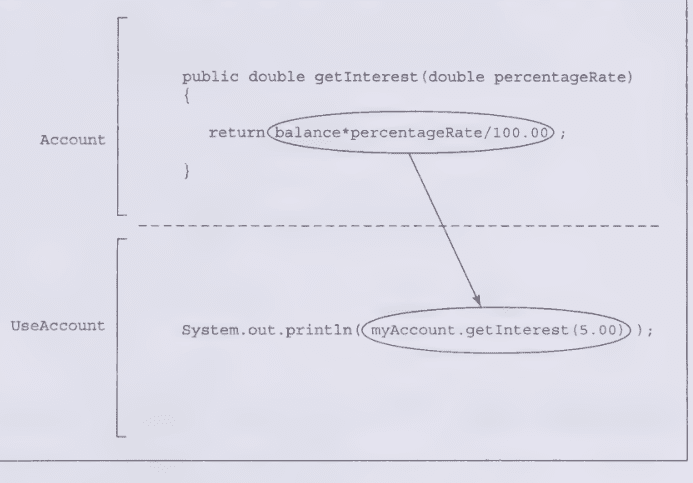 public double getInterest(double percentageRate)
{
Account
return balance*percentageRate/100.00 ;
}
UseAccount
System.out.println( myAccount.getInterest(5.00) );